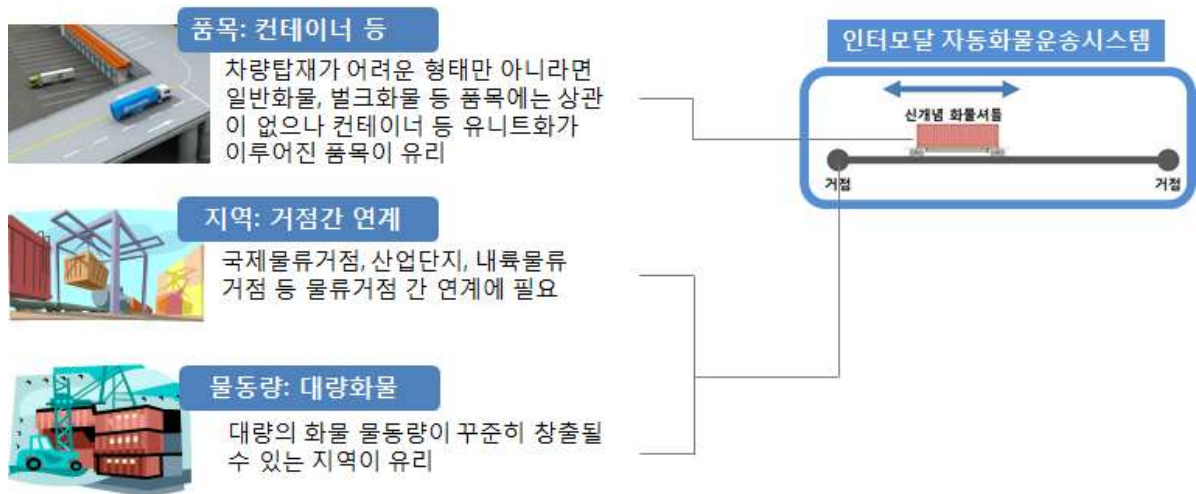 품목: 컨테이너 등
차량탑재가 어려운 형태만 아니라면
일반화물, 벌크화물 등 품목에는 상관
이 없으나 컨테이너 등 유니트화가
이루어진 품목이 유리
지역: 거점간 연계
국제물류거점, 산업단지, 내륙물류
거점 등 물류거점 간 연계에 필요
물동량: 대량화물
대량의 화물 물동량이 꾸준히 창출될
수 있는 지역이 유리
인터모달 자동화물운송시스템
신개념 화물셔틀
거점
거점